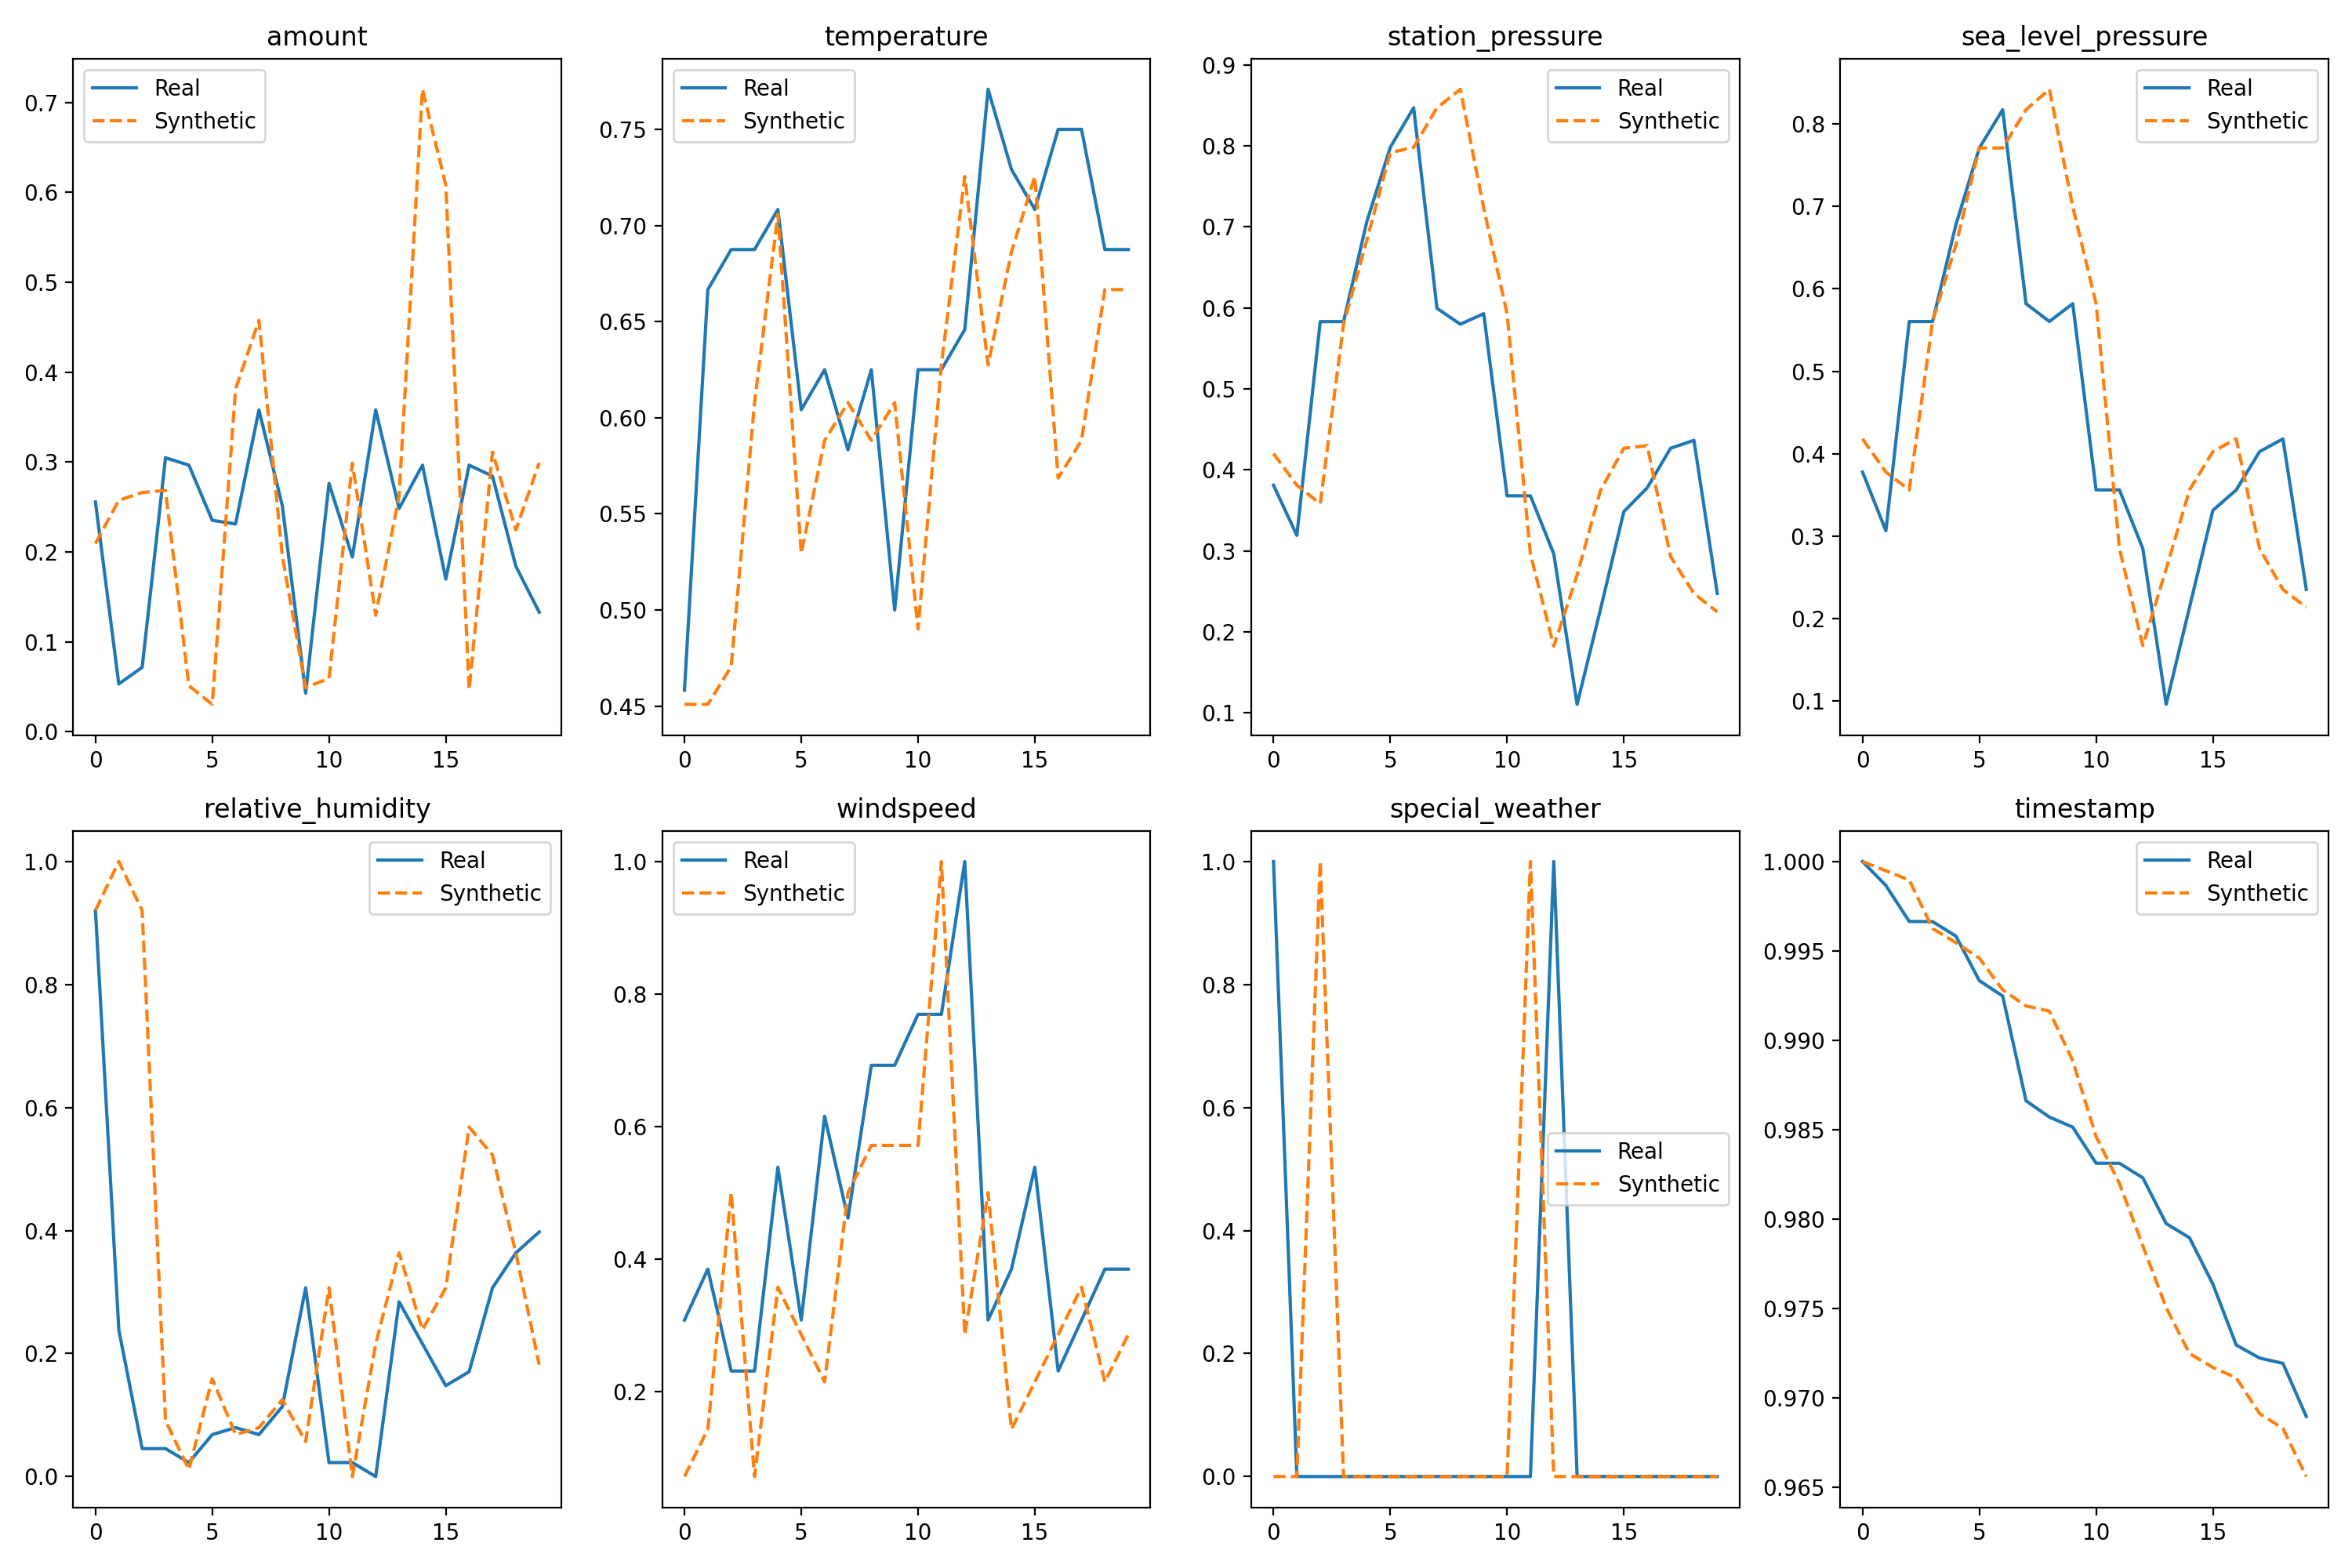 amount
Real
Synthetic
0.7
0.6
0.5
0.4
0.3
0.2
0.1
0.0
0 5 10 15
temperature
Real
Synthetic
0.75
0.70
0.65
0.60
0.55
0.50
0.45
0 5 10 15
station_pressure
Real
Synthetic
0.9
0.8
0.7
0.6
0.5
0.4
0.3
0.2
0.1
0 5 10 15
sea_level_pressure
Real
Synthetic
0.8
0.7
0.6
0.5
0.4
0.3
0.2
0.1
0 5 10 15
relative_humidity
Real
Synthetic
1.0
0.8
0.6
0.4
0.2
0.0
0 5 10 15
windspeed
Real
Synthetic
1.0
0.8
0.6
0.4
0.2
0 5 10 15
special_weather
1.0
0.8
0.6
0.4
0.2
0.0
Real
Synthetic
0 5 10 15
timestamp
Real
Synthetic
1.000
0.995
0.990
0.985
0.980
0.975
0.970
0.965
0 5 10 15